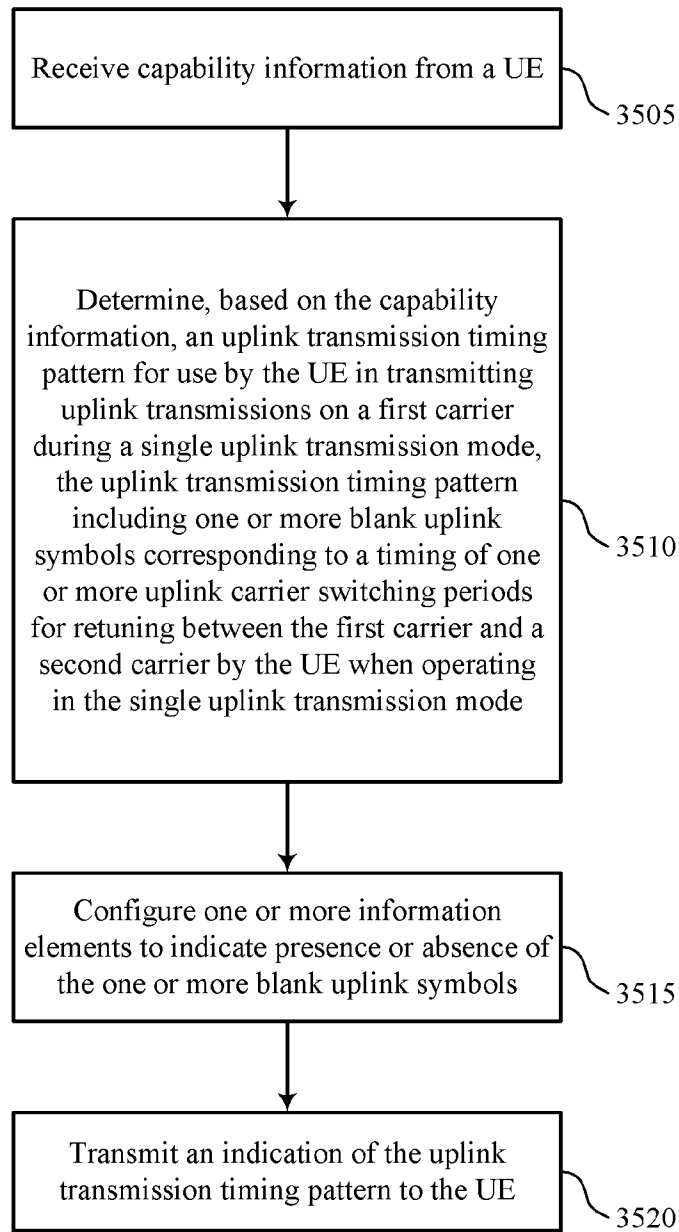 Receive capability information from a UE
3505
Determine, based on the capability
information, an uplink transmission timing
pattern for use by the UE in transmitting
uplink transmissions on a first carrier
during a single uplink transmission mode,
the uplink transmission timing pattern
including one or more blank uplink
symbols corresponding to a timing of one
or more uplink carrier switching periods
for retuning between the first carrier and a
second carrier by the UE when operating
in the single uplink transmission mode
3510
Configure one or more information
elements to indicate presence or absence of
the one or more blank uplink symbols
3515
Transmit an indication of the uplink
transmission timing pattern to the UE
3520